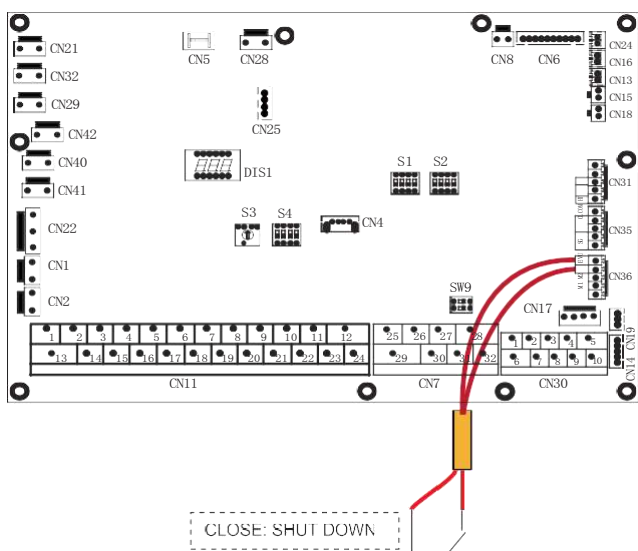 CN21
CN5
CN28
CN8
CN6
CN24
CN16
CN32
CN13
CN29
CN15
CN18
CN25
CN42
CN40
DIS1
S1
S2
CN41
CN31
S3
S4
CN4
CN35
CN22
SG
CN1
M1 M2
CN36
CN2
SW9
CN17
CN19
1 2 3 4 5 6 7 8 9 10 11 12
25 26 27 28
1 2 3 4 5
13 14 15 16 17 18 19 20 21 22 23 24
29 30 31 32
6 7 8 9 10
CN14
CN11
CN7
CN30
CLOSE: SHUT DOWN